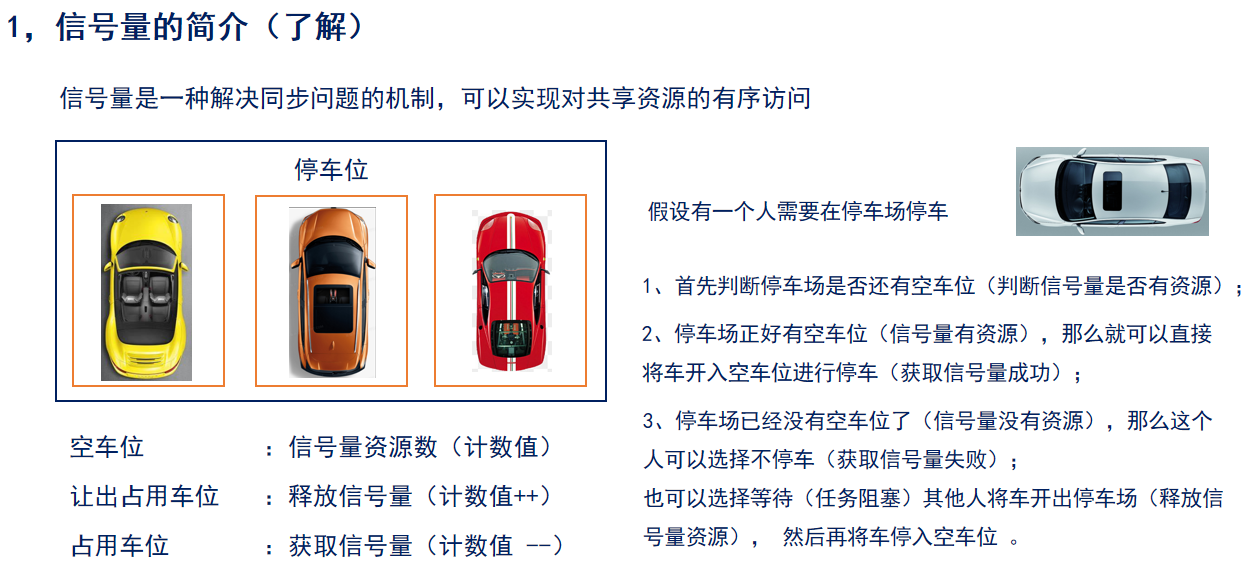 1，信号量的简介（了解）
信号量是一种解决同步问题的机制，可以实现对共享资源的有序访问
停车位
空车位 ：信号量资源数（计数值）
让出占用车位 ：释放信号量（计数值++）
占用车位 ：获取信号量（计数值 --）
假设有一个人需要在停车场停车
1、首先判断停车场是否还有空车位（判断信号量是否有资源）；
2、停车场正好有空车位（信号量有资源），那么就可以直接
将车开入空车位进行停车（获取信号量成功）；
3、停车场已经没有空车位了（信号量没有资源），那么这个
人可以选择不停车（获取信号量失败）；
也可以选择等待（任务阻塞）其他人将车开出停车场（释放信
号量资源）， 然后再将车停入空车位 。